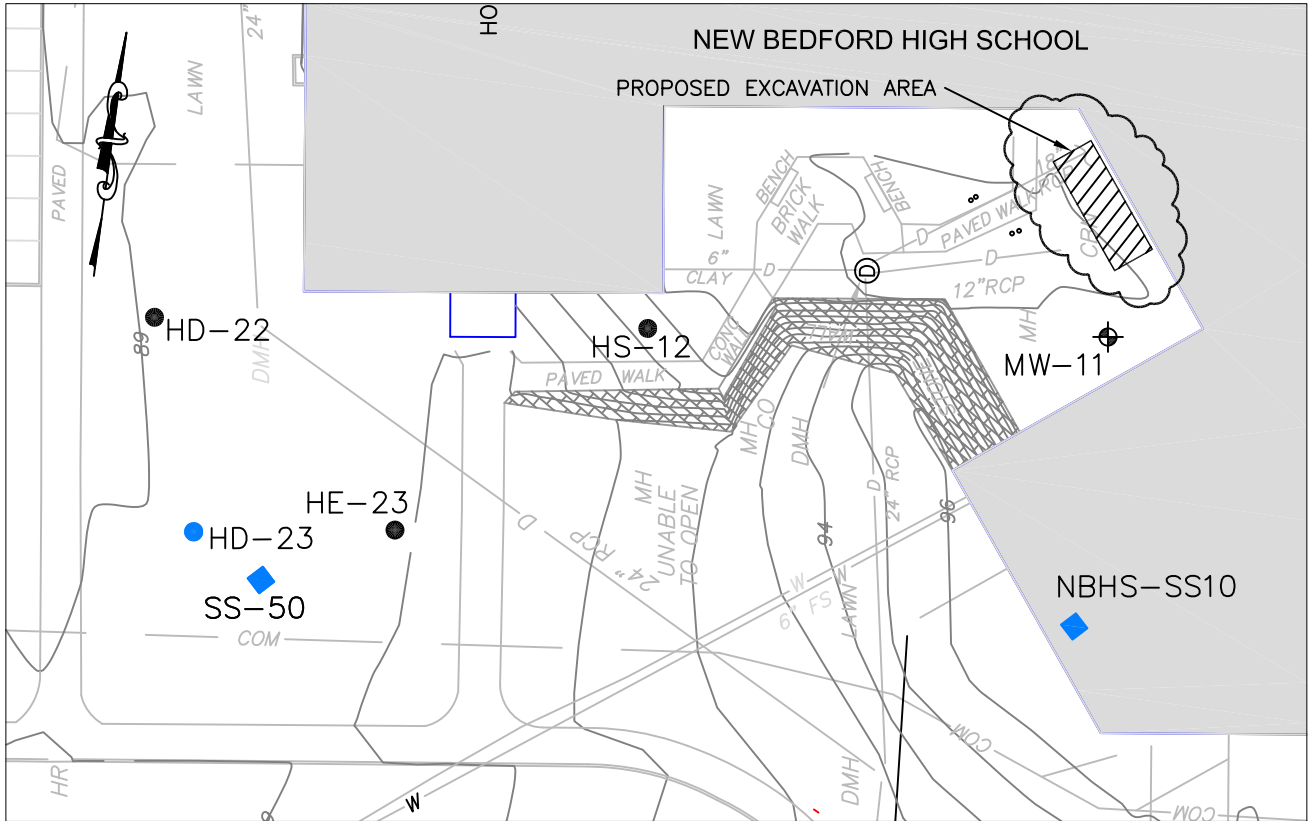 24"
HO
NEW BEDFORD HIGH SCHOOL
PROPOSED EXCAVATION AREA
LAWN
PAVED
18"
BENCH
BRICK
WALK
BENCH
LAWN
PAVED WALK
RCP
D
6"
CLAY
D
D
D
12"RCP
MH
HD-22
89
DMH
HS-12
CONC
WALK
MW-11
PAVED WALK
MH
CO
DMH
HE-23
HD-23
SS-50
COM
MH
UNABLE
TO OPEN
D
24" RCP
D
24" RCP
94
96
W
W
6" FS
LAWN
NBHS-SS10
COM
HR
W
DMH
COM